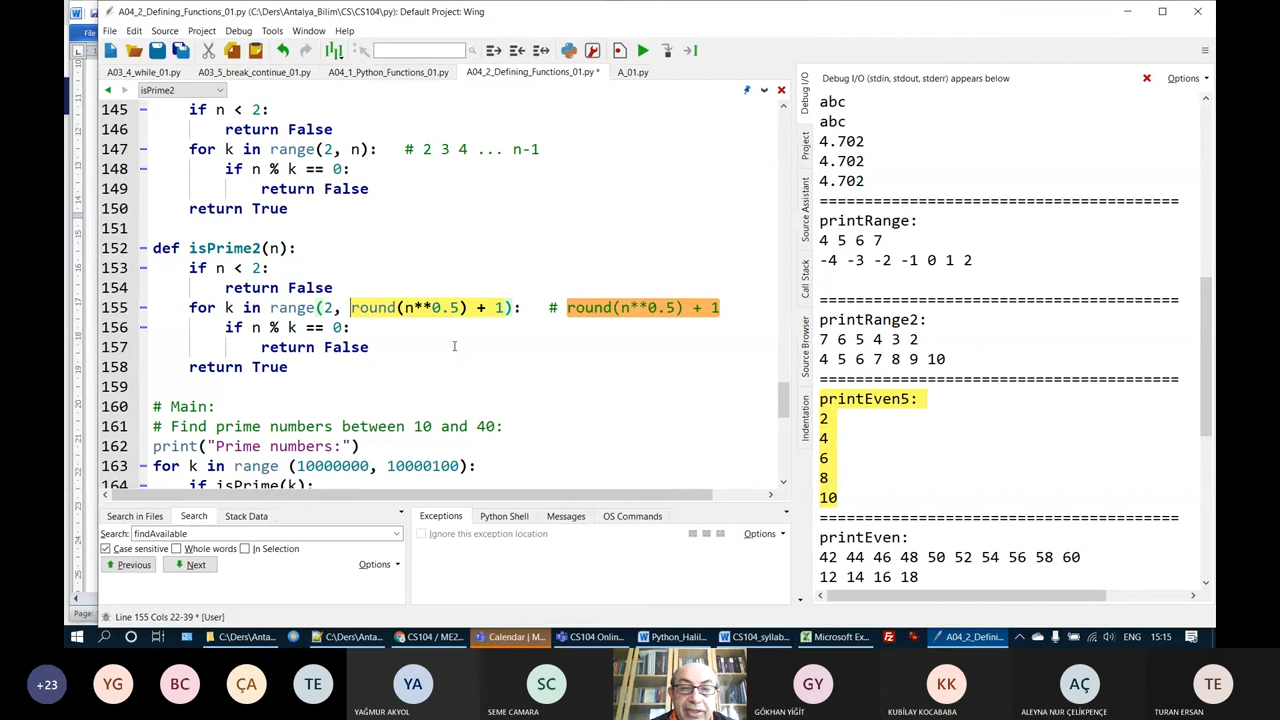 A04_2_Defining_Functions_01.py (C:\Ders\Antalya_Bilim\CS\CS104\py): Default Project: Wing
File Edit Source Project Debug Tools Window Help
A03_4_while_01.py A03_5_break_continue_01.py A04_1_Python_Functions_01.py A04_2_Defining_Functions_01.py * A_01.py
isPrime2
145 if n < 2:
146 return False
147 for k in range(2, n): # 2 3 4 ... n-1
148 if n % k == 0:
149 return False
150 return True
151
152 def isPrime2(n):
153 if n < 2:
154 return False
155 for k in range(2, round(n**0.5) + 1): # round(n**0.5) + 1
156 if n % k == 0:
157 return False
158 return True
159
160 # Main:
161 # Find prime numbers between 10 and 40:
162 print("Prime numbers:")
163 for k in range (10000000, 10000100):
164 if isPrime(k):
Debug I/O (stdin, stdout, stderr) appears below
Options
Debug I/O
Project
Source Assistant
Call Stack
Source Browser
Indentation
abc
abc
4.702
4.702
4.702
=======================================
printRange:
4 5 6 7
-4 -3 -2 -1 0 1 2
=======================================
printRange2:
7 6 5 4 3 2
4 5 6 7 8 9 10
=======================================
printEven5:
2
4
6
8
10
=======================================
printEven:
42 44 46 48 50 52 54 56 58 60
12 14 16 18
Search in Files Search Stack Data
Search: findAvailable
Case sensitive Whole words In Selection
Previous Next Options
Exceptions Python Shell Messages OS Commands
Ignore this exception location Options
Line 155 Cols 22-39 * [User]
File
Page:
C:\Ders\Anta... C:\Ders\Anta... CS104 / ME2... Calendar | M... CS104 Onlin... Python_Halil... CS104_syllab... Microsoft Ex... A04_2_Defini... ENG 15:15
+23 YG BC ÇA TE YA SC GY KK AÇ TE
YAĞMUR AKYOL SEME CAMARA GÖKHAN YİĞİT KUBİLAY KOCABABA ALEYNA NUR ÇELİKPENÇE TURAN ERSAN